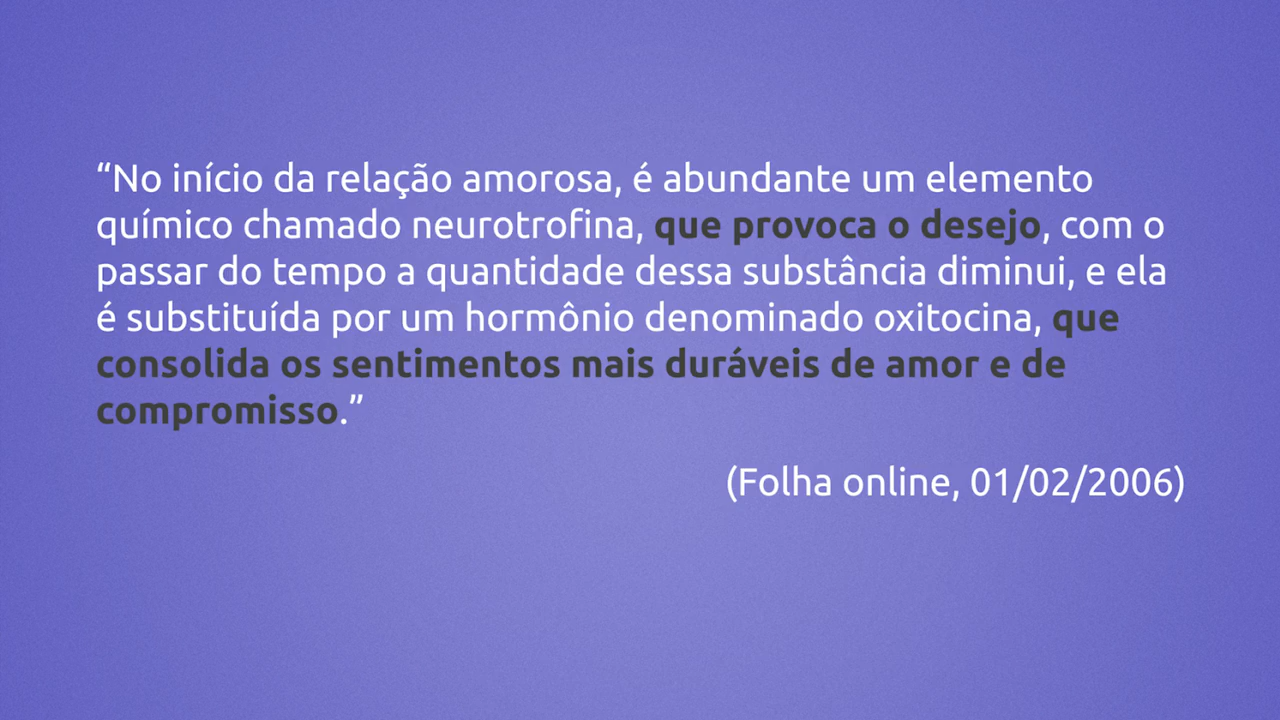 “No início da relação amorosa, é abundante um elemento
químico chamado neurotrofina, que provoca o desejo, com o
passar do tempo a quantidade dessa substância diminui, e ela
é substituída por um hormônio denominado oxitocina, que
consolida os sentimentos mais duráveis de amor e de
compromisso.”
(Folha online, 01/02/2006)